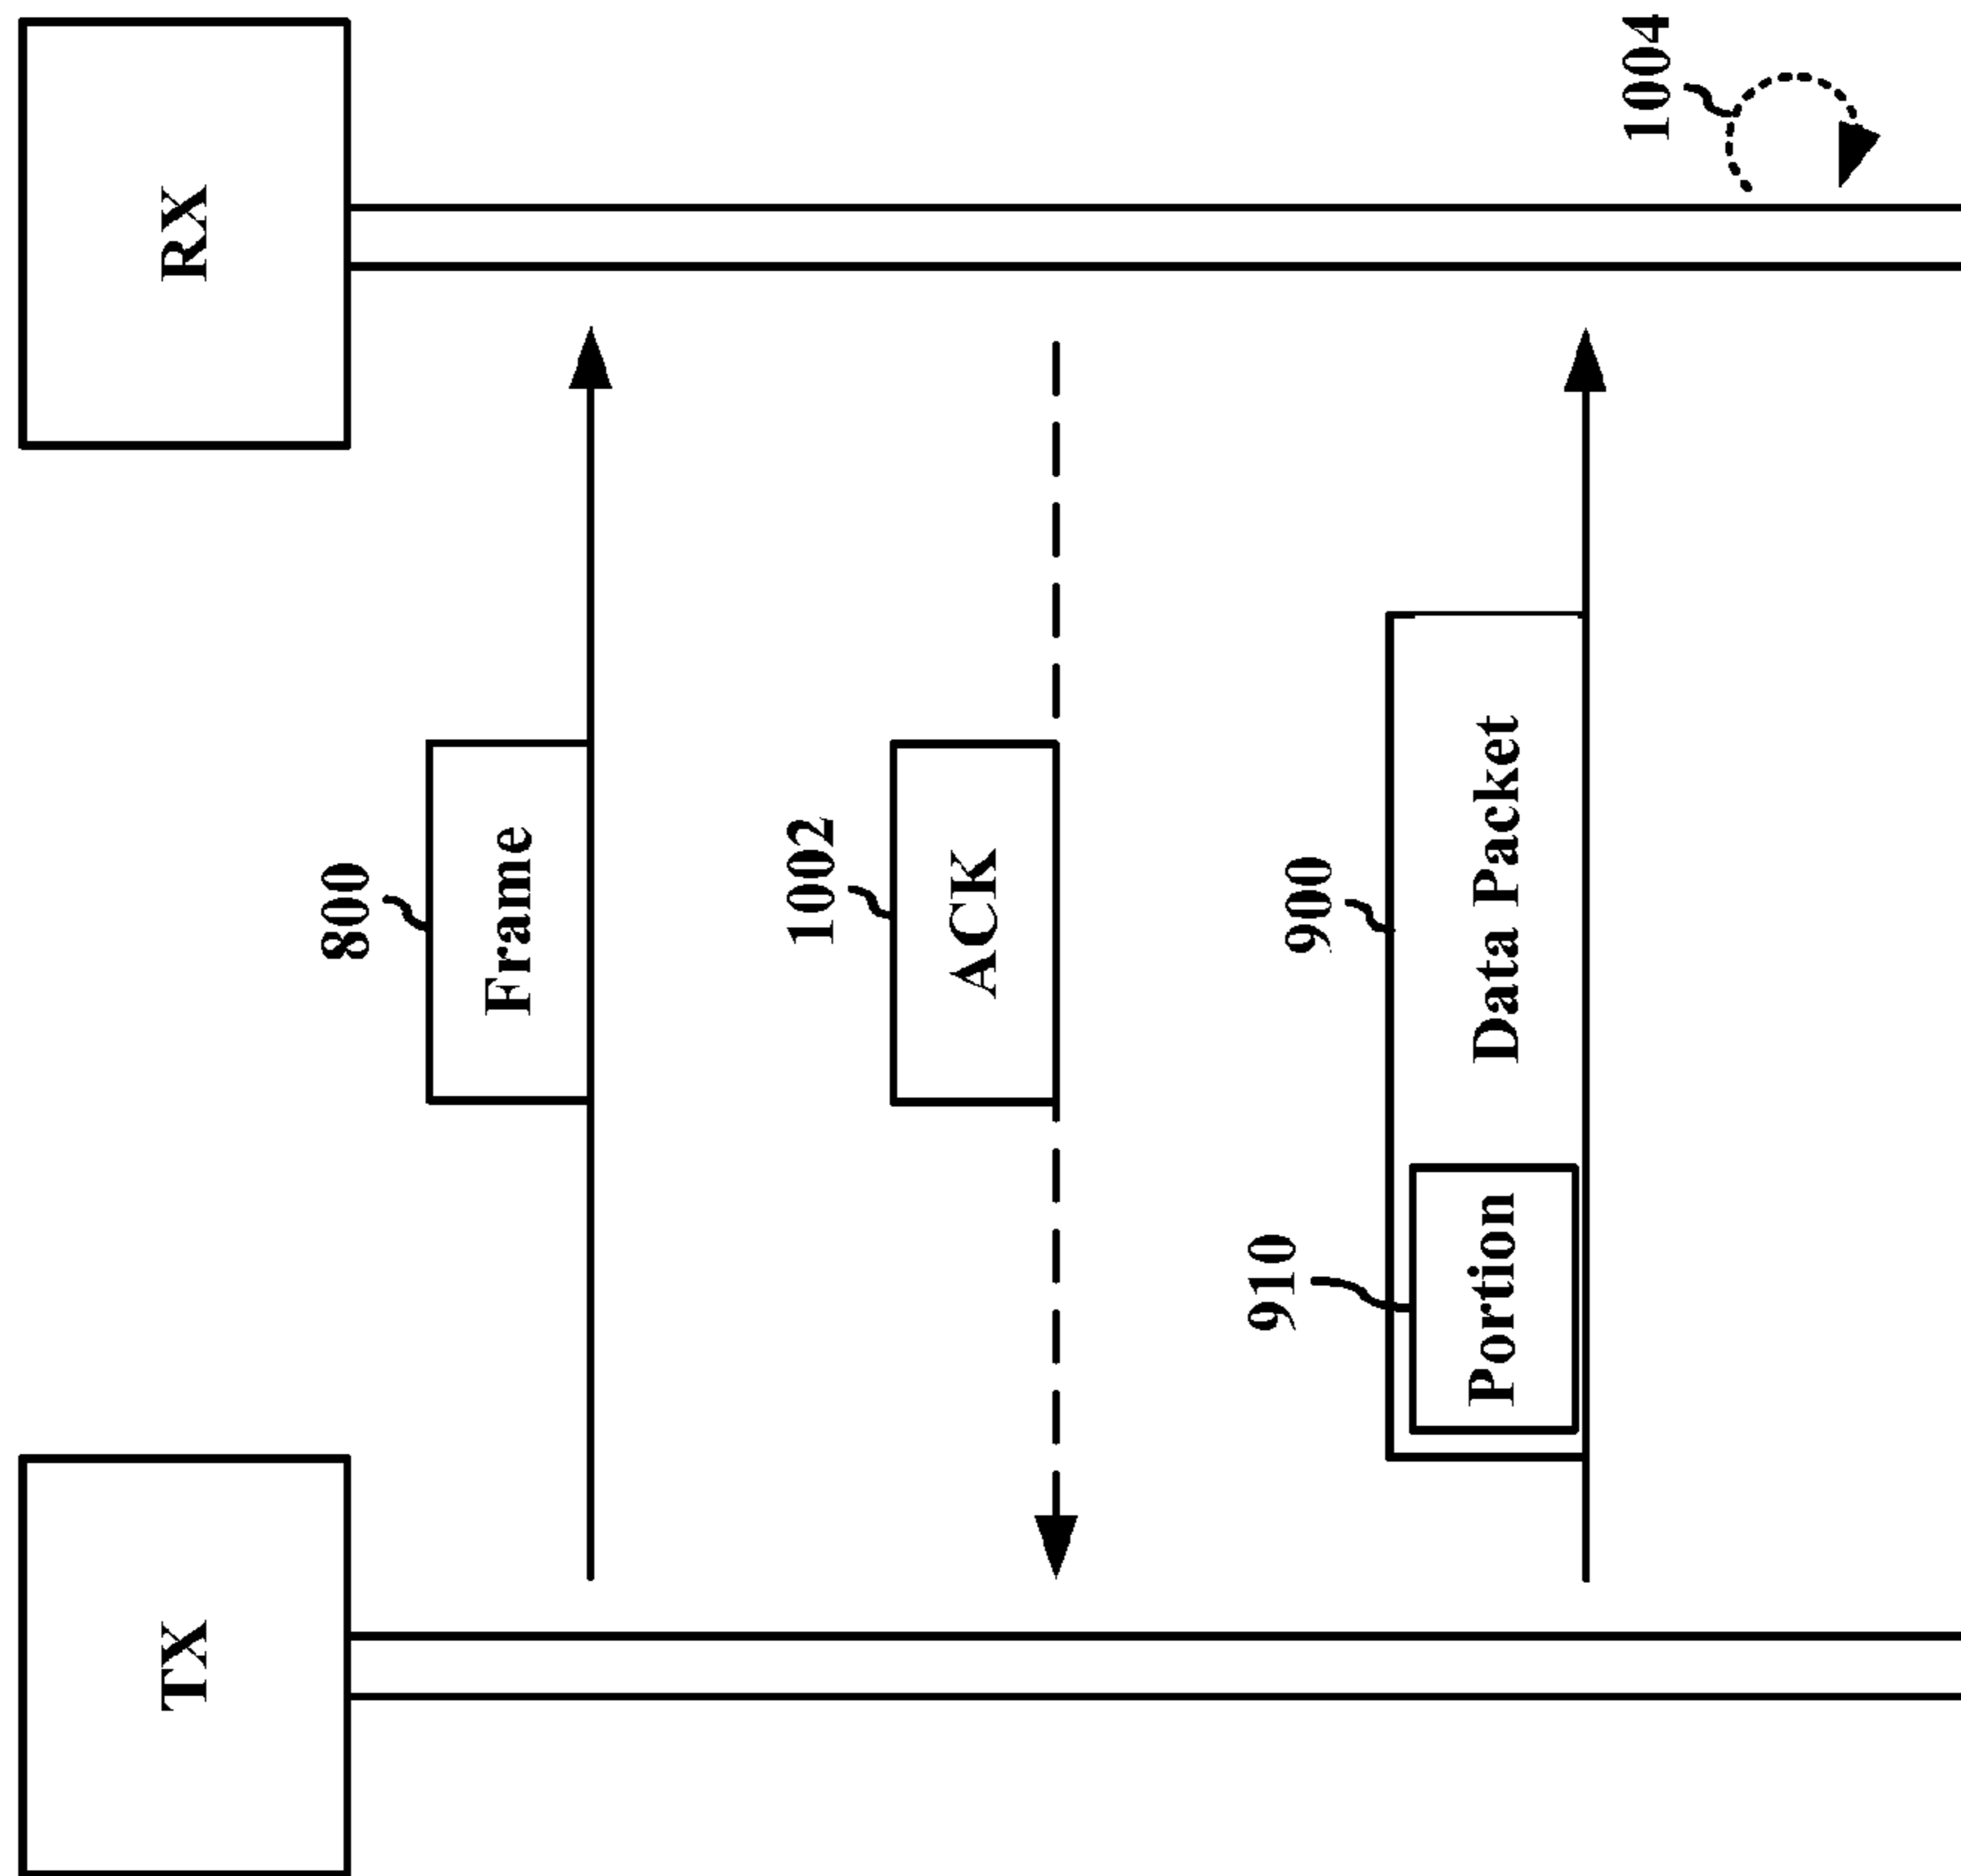 TX
RX
800
Frame
1002
ACK
900
910
Portion
Data Packet
1004